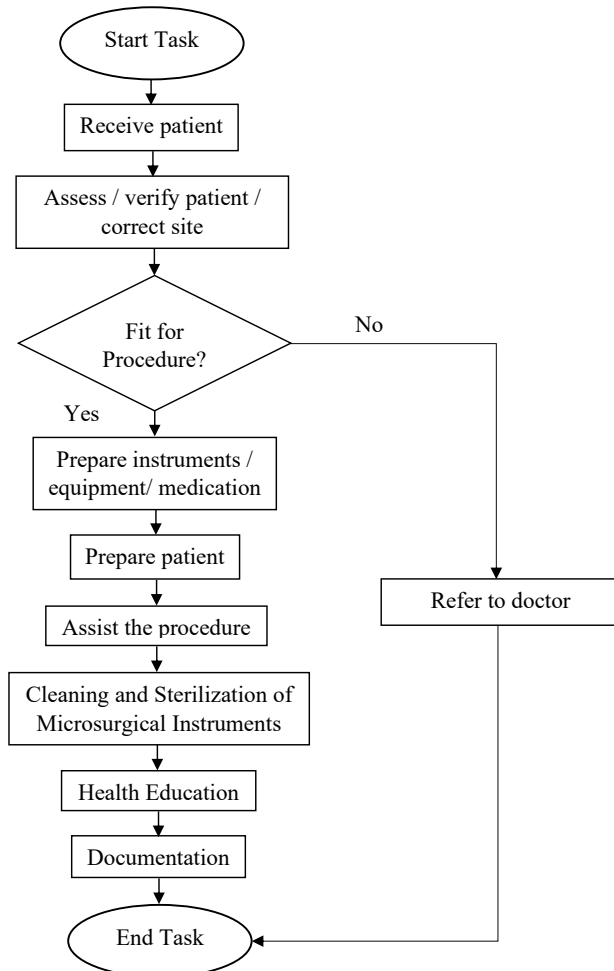 Start Task
Receive patient
Assess / verify patient /
correct site
Fit for
Procedure?
No
Yes
Prepare instruments /
equipment/ medication
Prepare patient
Refer to doctor
Assist the procedure
Cleaning and Sterilization of
Microsurgical Instruments
Health Education
Documentation
End Task